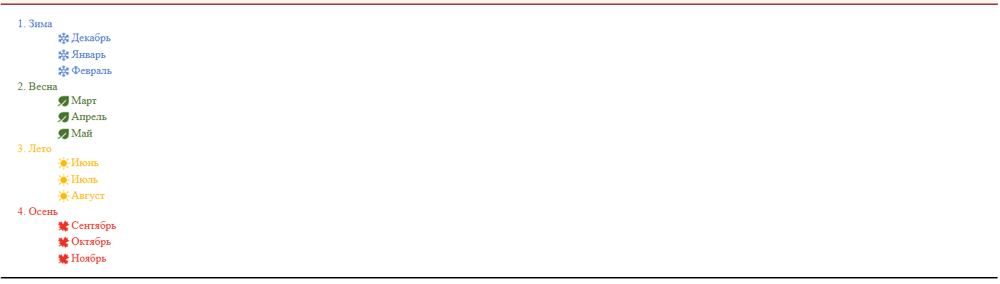 1. Зима
Декабрь
Январь
Февраль
2. Весна
Март
Апрель
Май
3. Лето
Июнь
Июль
Август
4. Осень
Сентябрь
Октябрь
Ноябрь